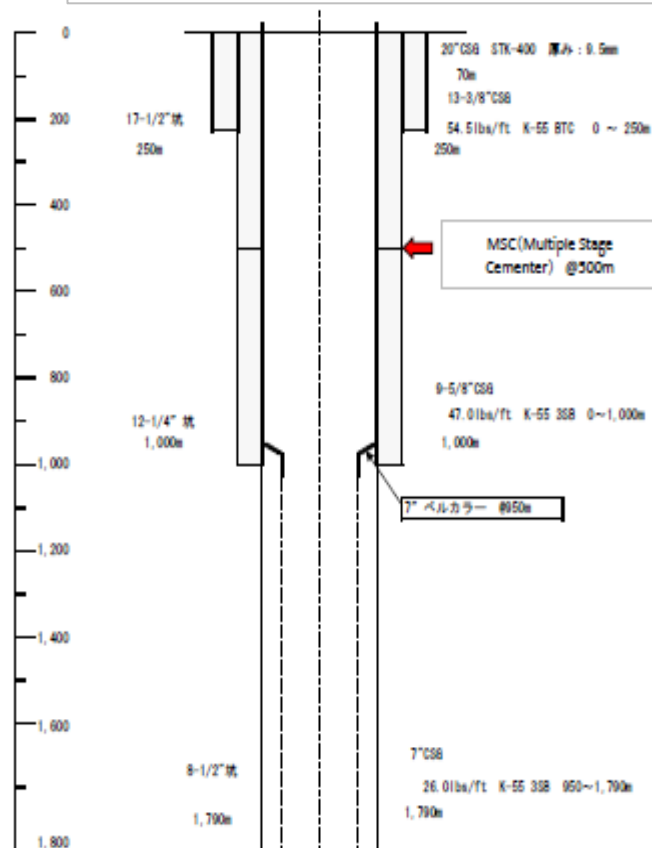 0
200
400
600
800
1,000
1,200
1,400
1,600
1,800
20"CSG STK-400 厚み：9.5mm
70m
13-3/8"CSG
54.5lbs/ft K-55 BTC 0 ～ 250m
250m
17-1/2"坑
250m
MSC(Multiple Stage
Cementer) @500m
9-5/8"CSG
47.0lbs/ft K-55 3SB 0～1,000m
1,000m
12-1/4" 坑
1,000m
7" ベルカラー @950m
8-1/2"坑
1,790m
7"CSG
26.0lbs/ft K-55 3SB 950～1,790m
1,790m